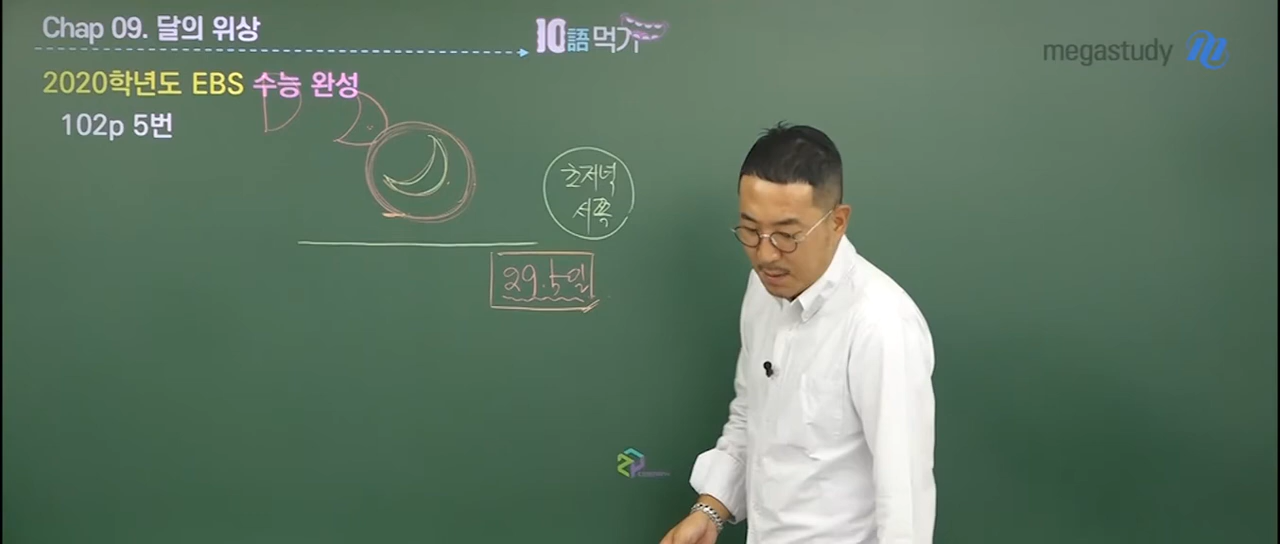 Chap 09. 달의 위상
10語 먹기
megastudy
2020학년도 EBS 수능 완성
102p 5번
초저녁
서쪽
29.5일